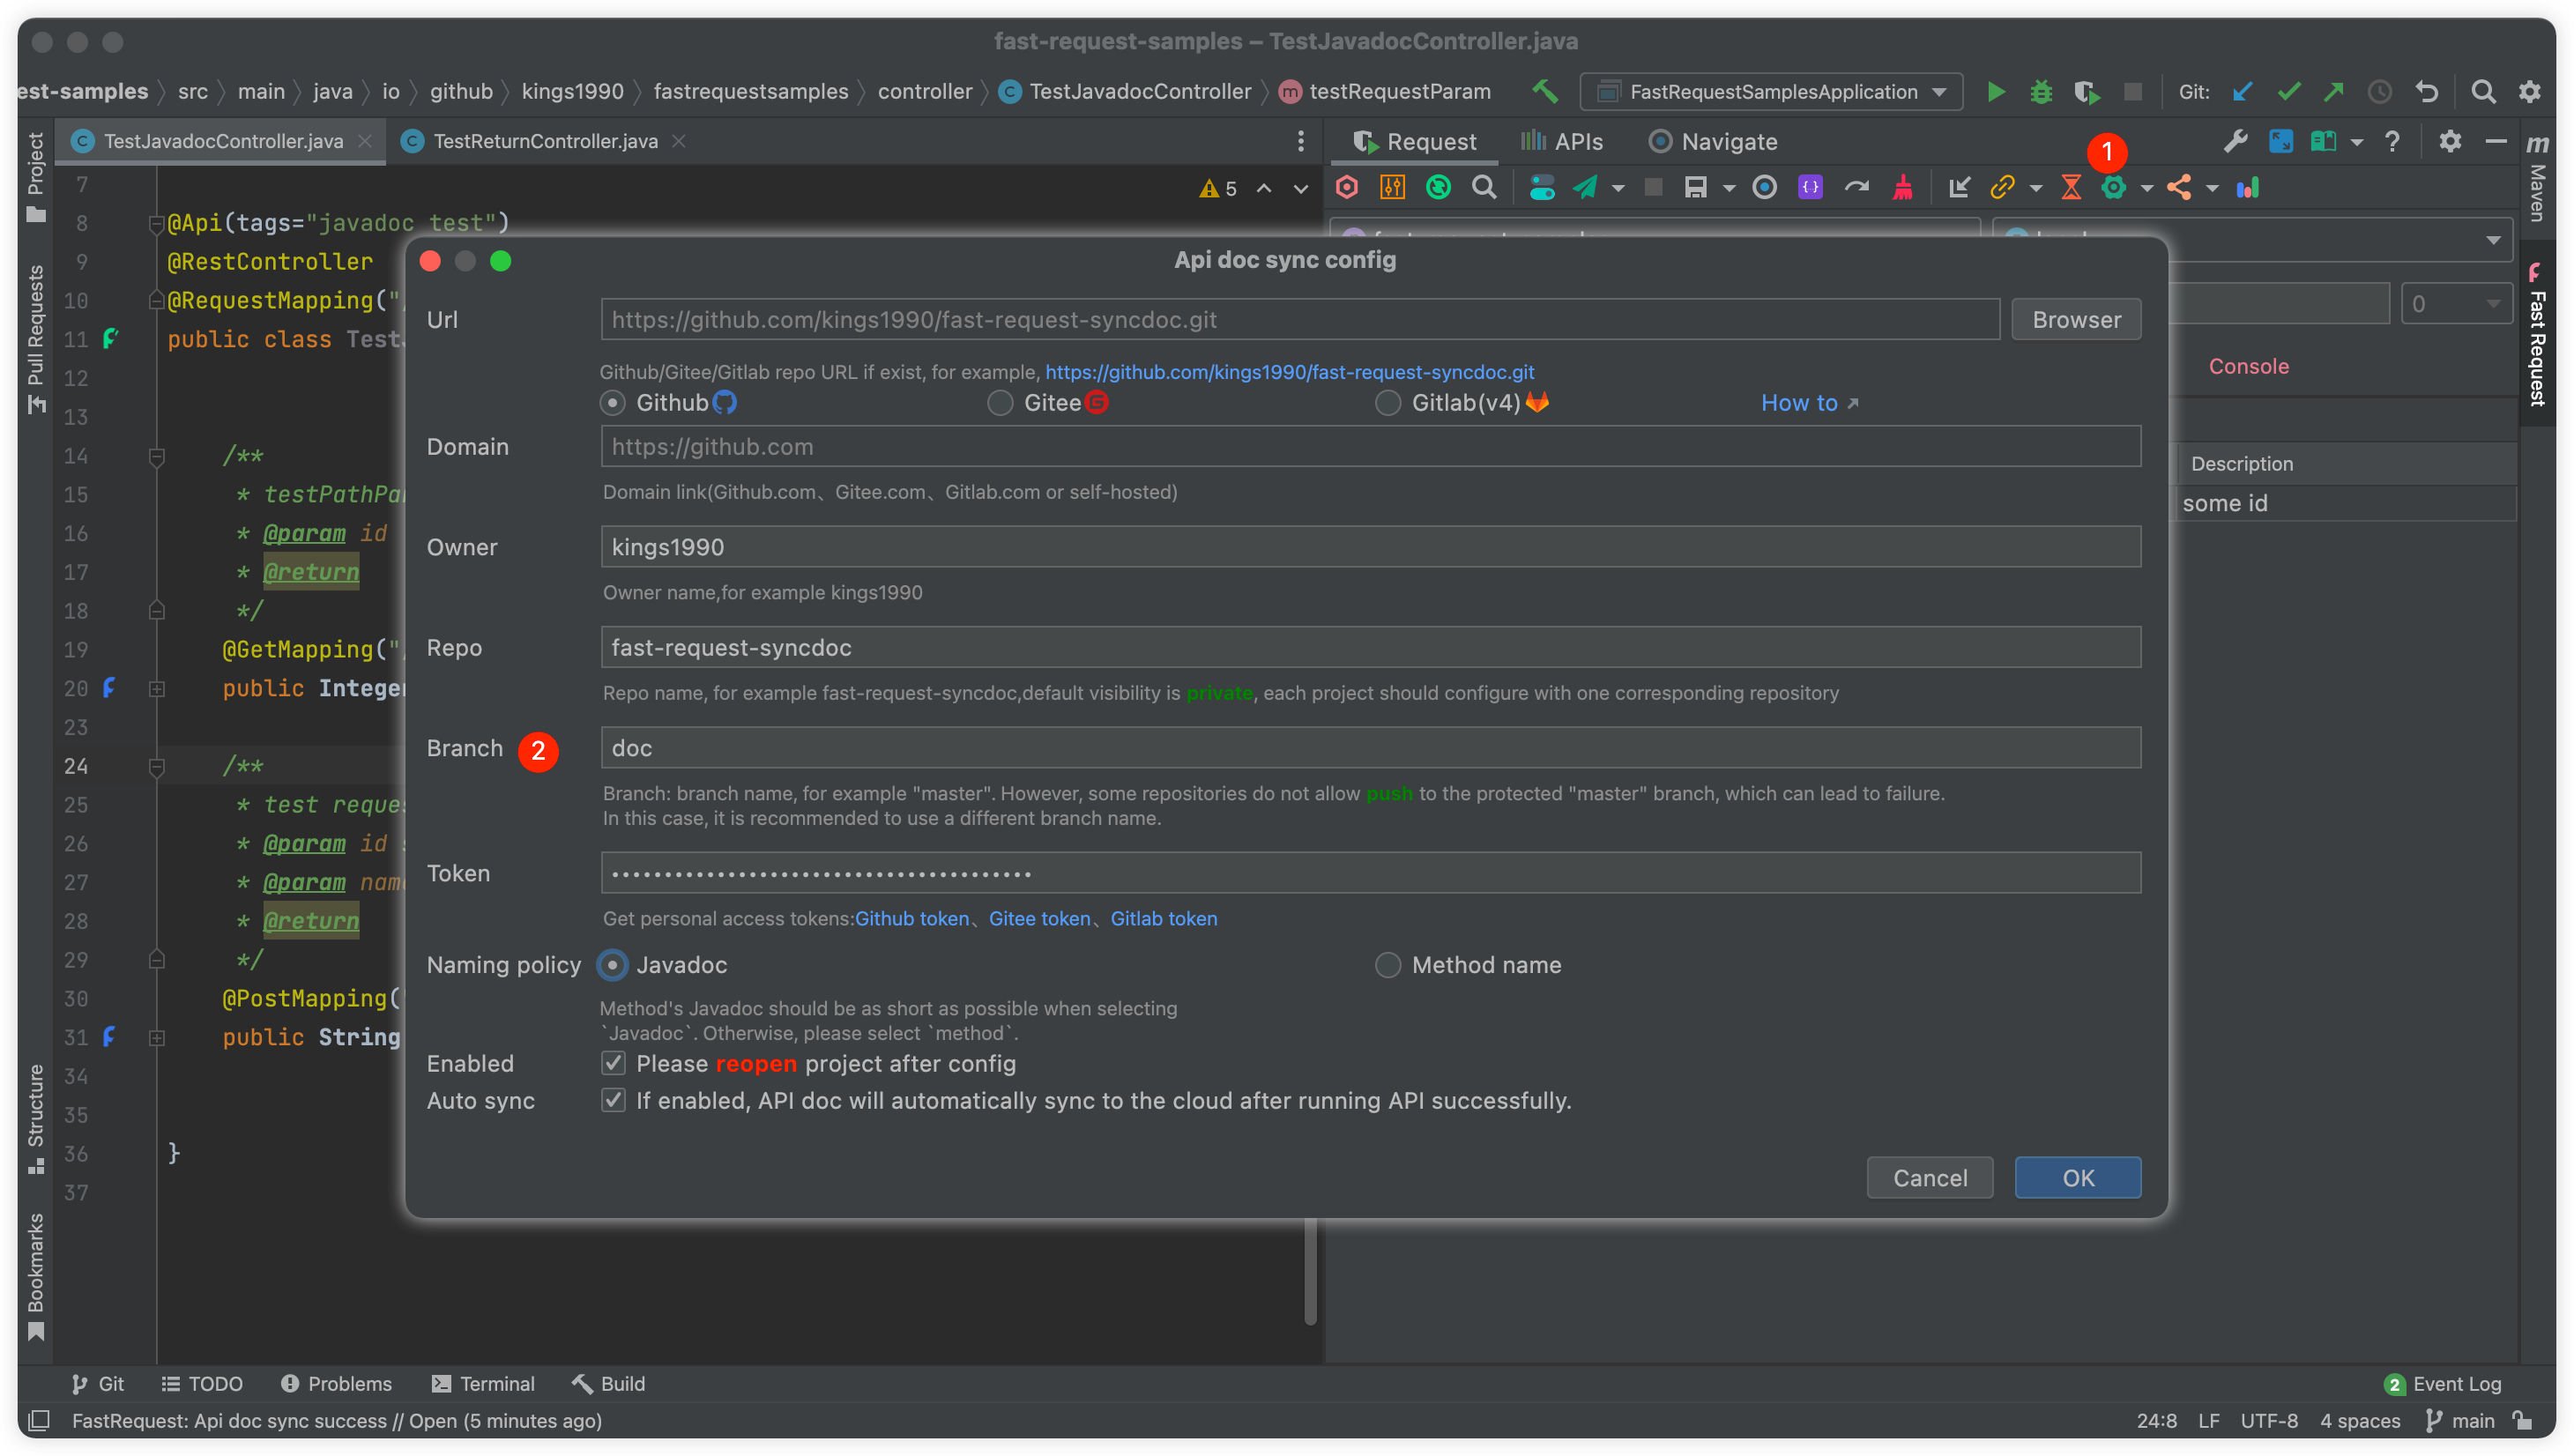 fast-request-samples – TestJavadocController.java
est-samples src main java io github kings1990 fastrequestsamples controller C TestJavadocController m testRequestParam FastRequestSamplesApplication Git:
Project
Pull Requests
Structure
Bookmarks
TestJavadocController.java TestReturnController.java
Request APIs Navigate
1
5
7
8 @Api(tags="javadoc test")
9 @RestController
10 @RequestMapping("
11 public class Test
12
13
14 /**
15 * testPathPa
16 * @param id
17 * @return
18 */
19 @GetMapping("
20 public Intege
23
24 /**
25 * test reque
26 * @param id
27 * @param nam
28 * @return
29 */
30 @PostMapping(
31 public String
34
35
36 }
37
Api doc sync config
Url https://github.com/kings1990/fast-request-syncdoc.git Browser
Github/Gitee/Gitlab repo URL if exist, for example, https://github.com/kings1990/fast-request-syncdoc.git
Github Gitee Gitlab(v4) How to
Domain https://github.com
Domain link(Github.com、Gitee.com、Gitlab.com or self-hosted)
Owner kings1990
Owner name,for example kings1990
Repo fast-request-syncdoc
Repo name, for example fast-request-syncdoc,default visibility is private, each project should configure with one corresponding repository
Branch 2 doc
Branch: branch name, for example "master". However, some repositories do not allow push to the protected "master" branch, which can lead to failure.
In this case, it is recommended to use a different branch name.
Token
Get personal access tokens:Github token、Gitee token、Gitlab token
Naming policy Javadoc Method name
Method's Javadoc should be as short as possible when selecting
`Javadoc`. Otherwise, please select `method`.
Enabled Please reopen project after config
Auto sync If enabled, API doc will automatically sync to the cloud after running API successfully.
Cancel OK
0
Console
Description
some id
m Maven
Fast Request
Git TODO Problems Terminal Build 2 Event Log
FastRequest: Api doc sync success // Open (5 minutes ago) 24:8 LF UTF-8 4 spaces main